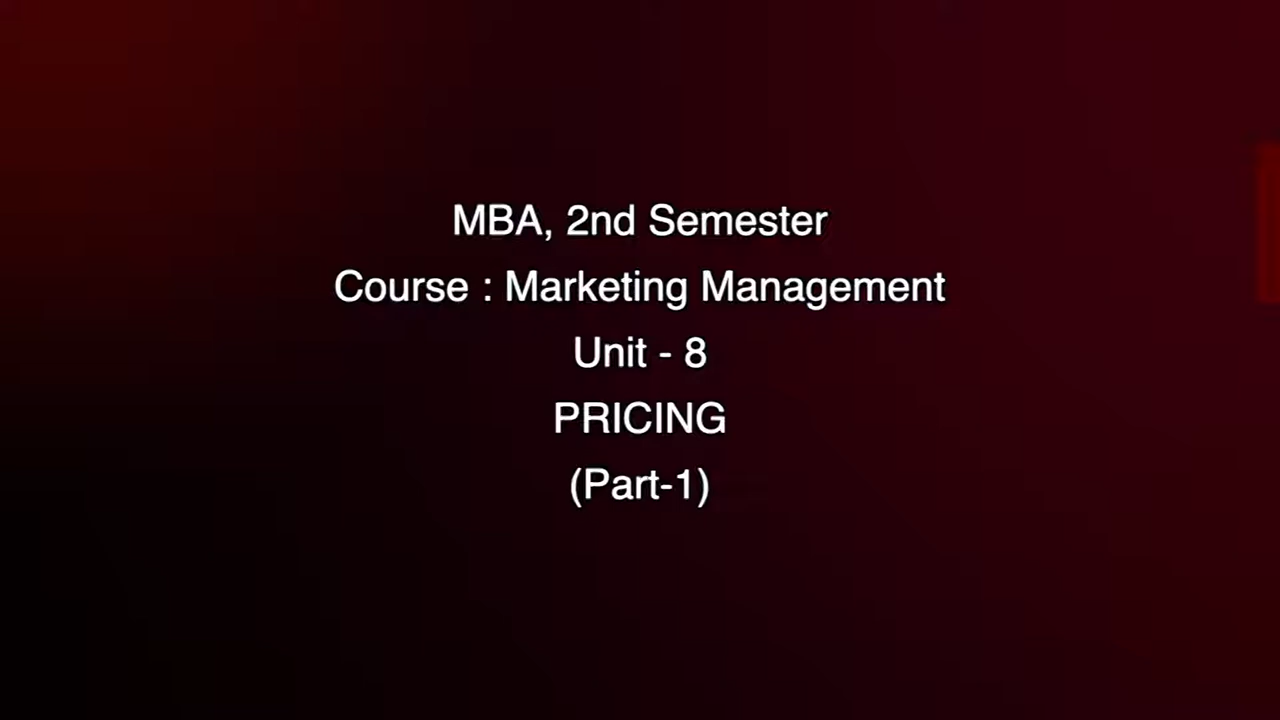 MBA, 2nd Semester
Course : Marketing Management
Unit - 8
PRICING
(Part-1)